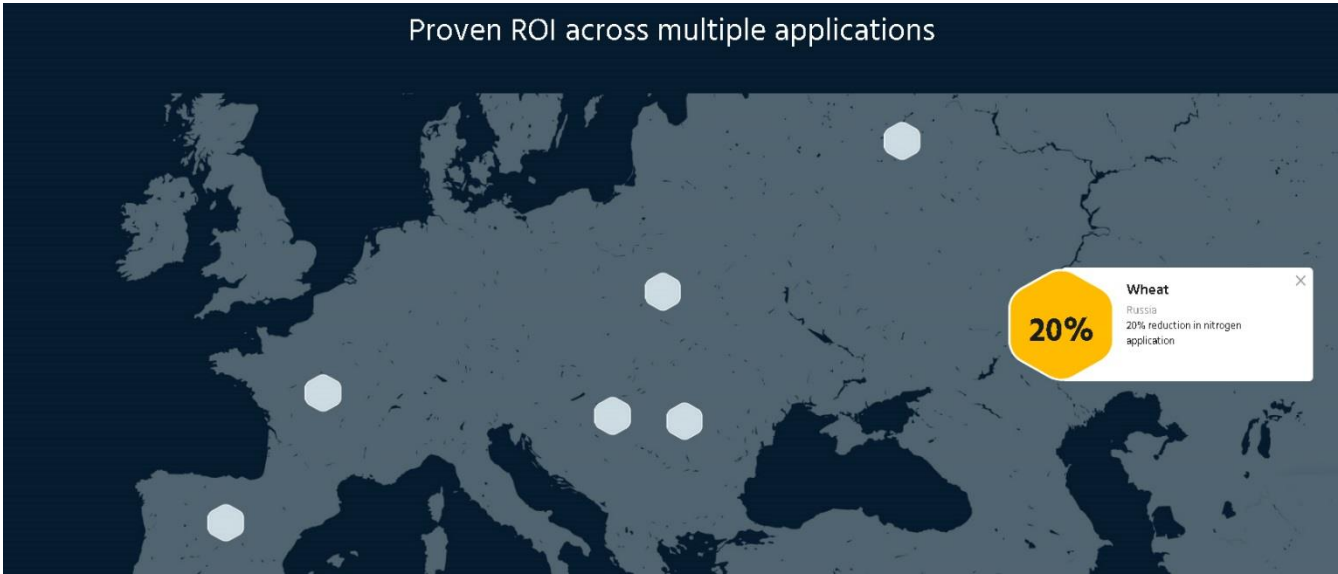 Proven ROI across multiple applications
20%
Wheat
Russia
20% reduction in nitrogen
application